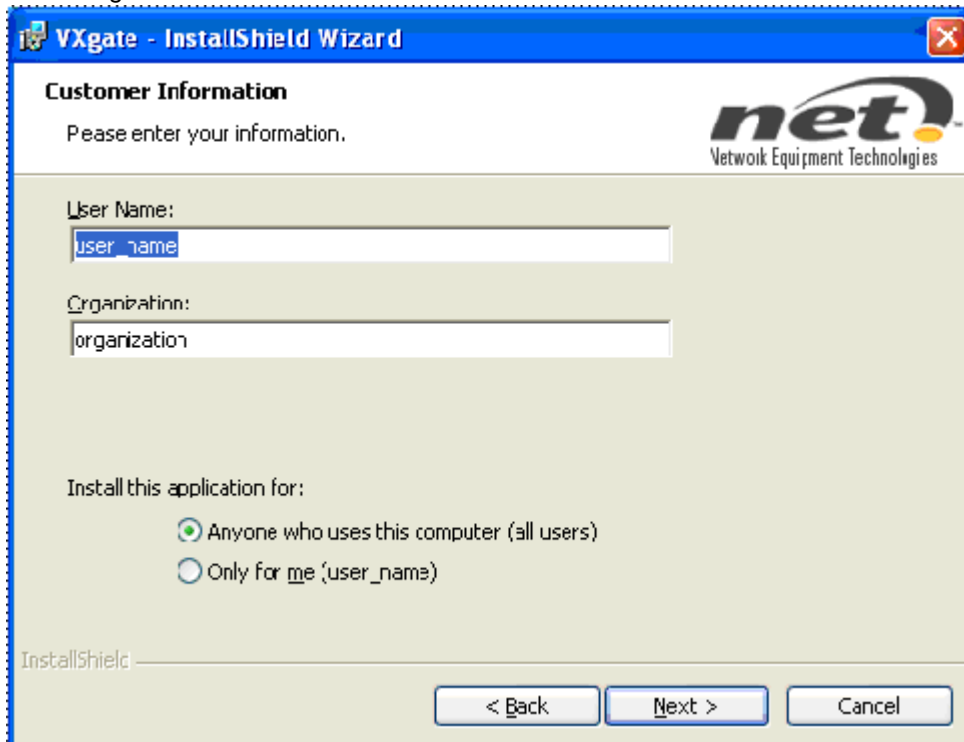 VXgate - InstallShield Wizard
Customer Information
Pease enter your information.
net
Network Equipment Technologies
User Name:
user_name
Organization:
organization
Install this application for:
Anyone who uses this computer (all users)
Only for me (user_name)
InstallShield
< Back
Next >
Cancel